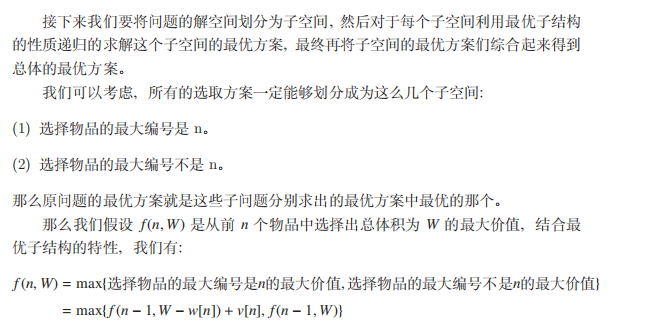 接下来我们要将问题的解空间划分为子空间，然后对于每个子空间利用最优子结构
的性质递归的求解这个子空间的最优方案，最终再将子空间的最优方案们综合起来得到
总体的最优方案。
我们可以考虑，所有的选取方案一定能够划分成为这么几个子空间：
(1) 选择物品的最大编号是 n。
(2) 选择物品的最大编号不是 n。
那么原问题的最优方案就是这些子问题分别求出的最优方案中最优的那个。
那么我们假设 f(n, W) 是从前 n 个物品中选择出总体积为 W 的最大价值，结合最
优子结构的特性，我们有：
f(n, W) = max{选择物品的最大编号是n的最大价值, 选择物品的最大编号不是n的最大价值}
= max{f(n − 1, W − w[n]) + v[n], f(n − 1, W)}